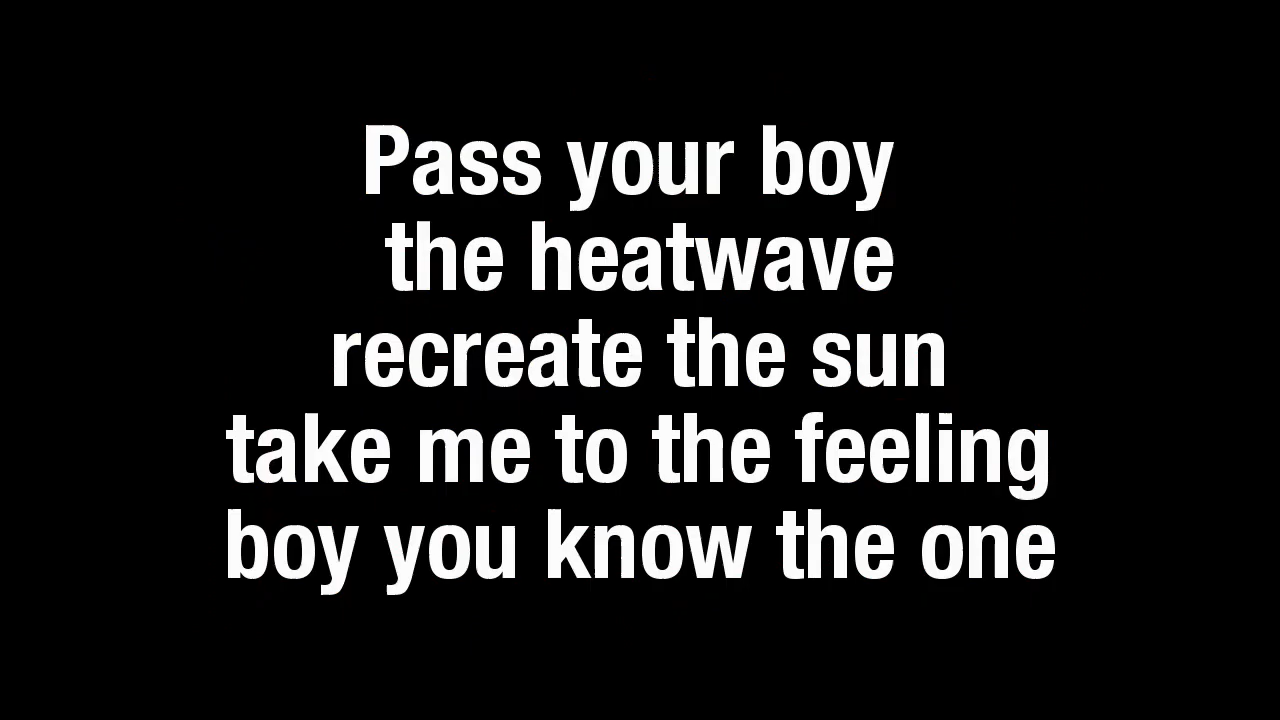 Pass your boy
the heatwave
recreate the sun
take me to the feeling
boy you know the one